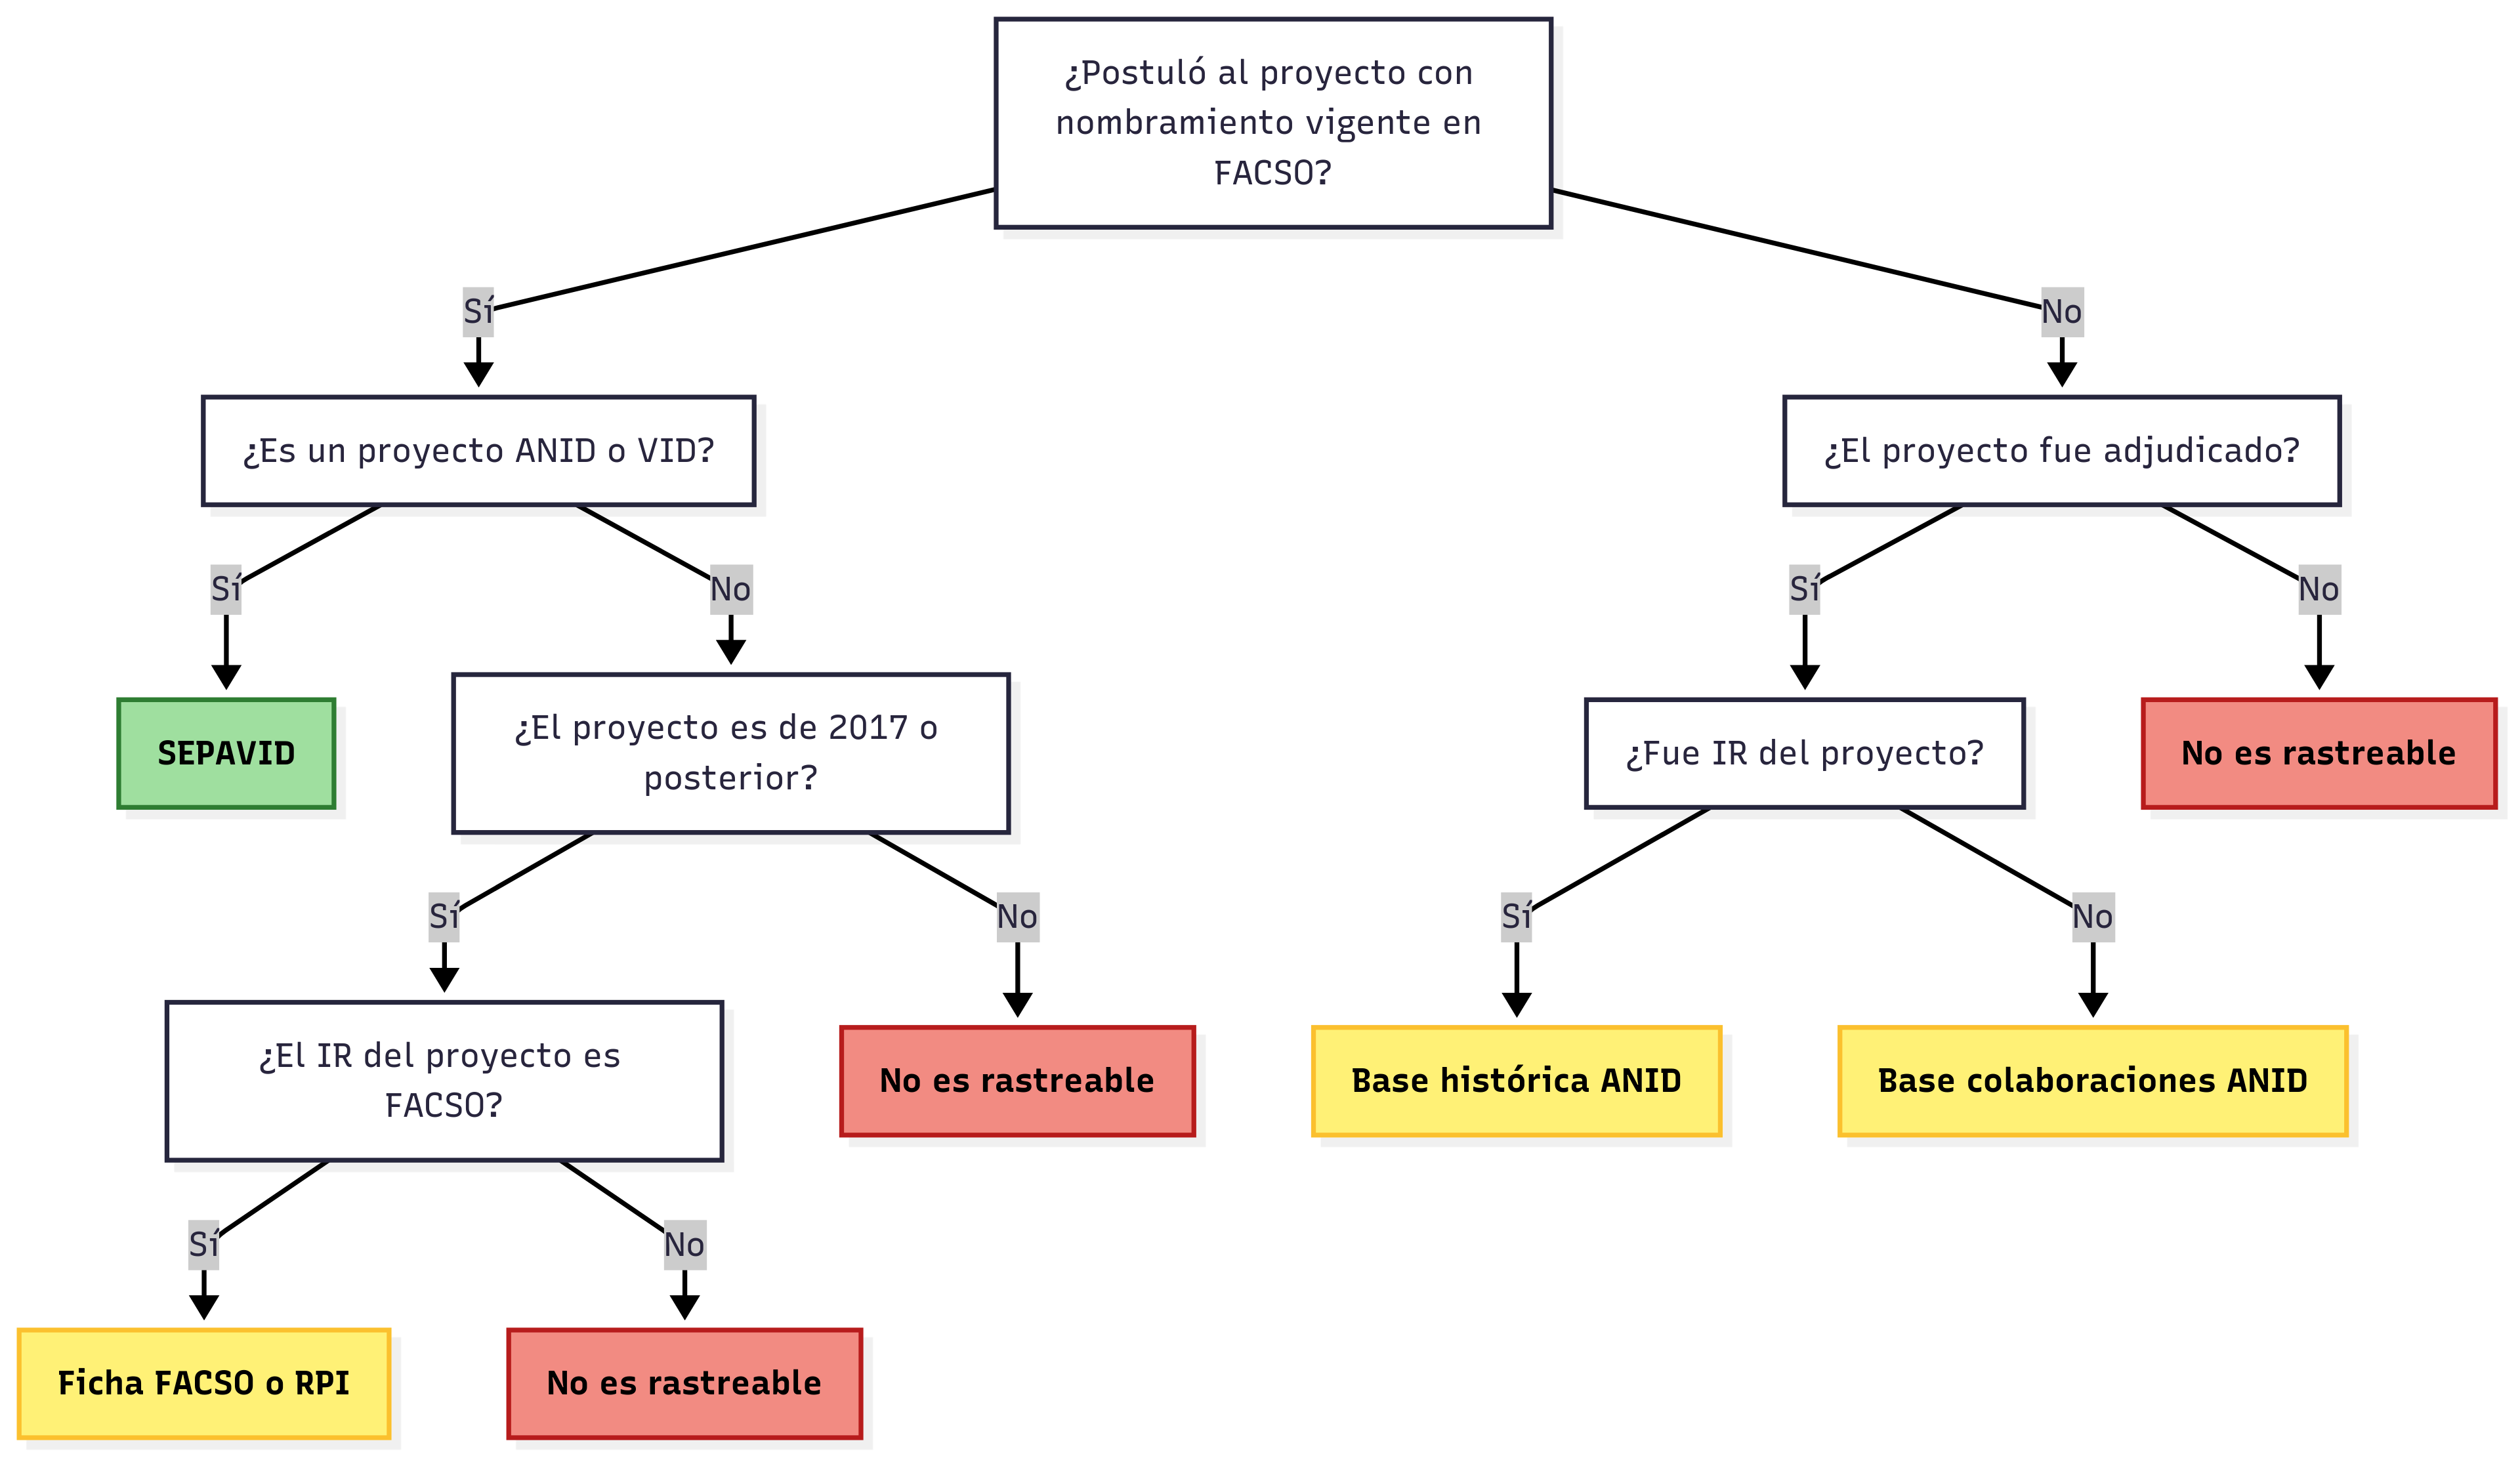 ¿Postuló al proyecto con
nombramiento vigente en
FACSO?
Sí
No
¿Es un proyecto ANID o VID?
¿El proyecto fue adjudicado?
Sí
No
Sí
No
SEPAVID
¿El proyecto es de 2017 o
posterior?
¿Fue IR del proyecto?
No es rastreable
Sí
No
Sí
No
¿El IR del proyecto es
FACSO?
No es rastreable
Base histórica ANID
Base colaboraciones ANID
Sí
No
Ficha FACSO o RPI
No es rastreable